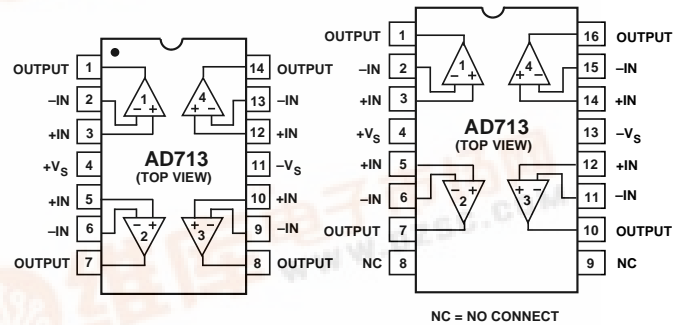 OUTPUT 1 14 OUTPUT
–IN 2 1 4 13 –IN
– + + –
+IN 3 12 +IN
+VS 4 AD713 11 –VS
(TOP VIEW)
+IN 5 10 +IN
– + + –
–IN 6 2 3 9 –IN
OUTPUT 7 8 OUTPUT
OUTPUT 1 16 OUTPUT
–IN 2 1 4 15 –IN
– + + –
+IN 3 14 +IN
+VS 4 AD713 13 –VS
(TOP VIEW)
+IN 5 12 +IN
– + + –
–IN 6 2 3 11 –IN
OUTPUT 7 10 OUTPUT
NC 8 9 NC
NC = NO CONNECT